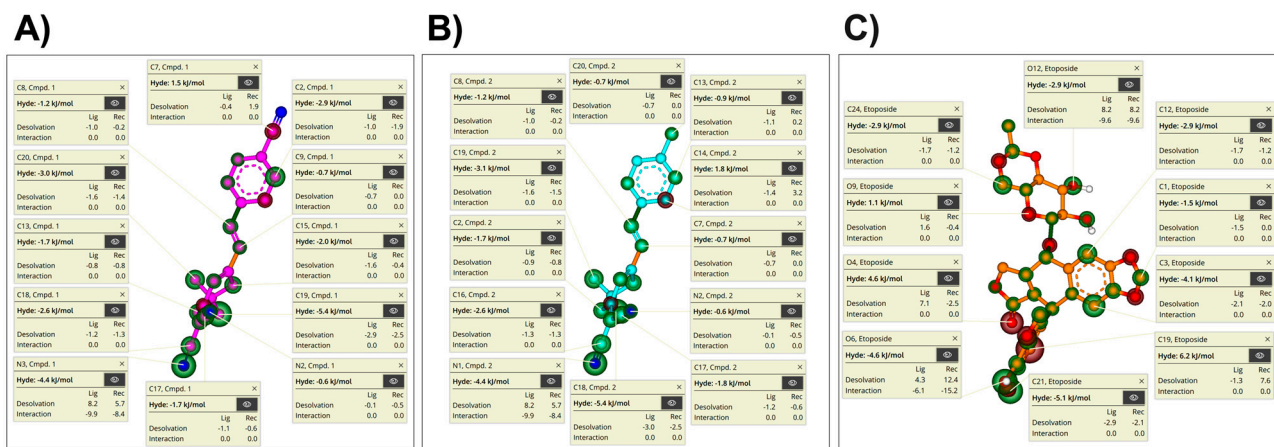 A)
C7, Cmpd. 1 ×
Hyde: 1.5 kJ/mol
Lig Rec
Desolvation -0.4 1.9
Interaction 0.0 0.0
C8, Cmpd. 1 ×
Hyde: -1.2 kJ/mol
Lig Rec
Desolvation -1.0 -0.2
Interaction 0.0 0.0
C2, Cmpd. 1 ×
Hyde: -2.9 kJ/mol
Lig Rec
Desolvation -1.0 -1.9
Interaction 0.0 0.0
C20, Cmpd. 1 ×
Hyde: -3.0 kJ/mol
Lig Rec
Desolvation -1.6 -1.4
Interaction 0.0 0.0
C9, Cmpd. 1 ×
Hyde: -0.7 kJ/mol
Lig Rec
Desolvation -0.7 0.0
Interaction 0.0 0.0
C13, Cmpd. 1 ×
Hyde: -1.7 kJ/mol
Lig Rec
Desolvation -0.8 -0.8
Interaction 0.0 0.0
C15, Cmpd. 1 ×
Hyde: -2.0 kJ/mol
Lig Rec
Desolvation -1.6 -0.4
Interaction 0.0 0.0
C18, Cmpd. 1 ×
Hyde: -2.6 kJ/mol
Lig Rec
Desolvation -1.2 -1.3
Interaction 0.0 0.0
C19, Cmpd. 1 ×
Hyde: -5.4 kJ/mol
Lig Rec
Desolvation -2.9 -2.5
Interaction 0.0 0.0
N3, Cmpd. 1 ×
Hyde: -4.4 kJ/mol
Lig Rec
Desolvation 8.2 5.7
Interaction -9.9 -8.4
N2, Cmpd. 1 ×
Hyde: -0.6 kJ/mol
Lig Rec
Desolvation -0.1 -0.5
Interaction 0.0 0.0
C17, Cmpd. 1 ×
Hyde: -1.7 kJ/mol
Lig Rec
Desolvation -1.1 -0.6
Interaction 0.0 0.0
B)
C20, Cmpd. 2 ×
Hyde: -0.7 kJ/mol
Lig Rec
Desolvation -0.7 0.0
Interaction 0.0 0.0
C8, Cmpd. 2 ×
Hyde: -1.2 kJ/mol
Lig Rec
Desolvation -1.0 -0.2
Interaction 0.0 0.0
C13, Cmpd. 2 ×
Hyde: -0.9 kJ/mol
Lig Rec
Desolvation -1.1 0.2
Interaction 0.0 0.0
C19, Cmpd. 2 ×
Hyde: -3.1 kJ/mol
Lig Rec
Desolvation -1.6 -1.5
Interaction 0.0 0.0
C14, Cmpd. 2 ×
Hyde: 1.8 kJ/mol
Lig Rec
Desolvation -1.4 3.2
Interaction 0.0 0.0
C2, Cmpd. 2 ×
Hyde: -1.7 kJ/mol
Lig Rec
Desolvation -0.9 -0.8
Interaction 0.0 0.0
C7, Cmpd. 2 ×
Hyde: -0.7 kJ/mol
Lig Rec
Desolvation -0.7 0.0
Interaction 0.0 0.0
C16, Cmpd. 2 ×
Hyde: -2.6 kJ/mol
Lig Rec
Desolvation -1.3 -1.3
Interaction 0.0 0.0
N2, Cmpd. 2 ×
Hyde: -0.6 kJ/mol
Lig Rec
Desolvation -0.1 -0.5
Interaction 0.0 0.0
N1, Cmpd. 2 ×
Hyde: -4.4 kJ/mol
Lig Rec
Desolvation 8.2 5.7
Interaction -9.9 -8.4
C17, Cmpd. 2 ×
Hyde: -1.8 kJ/mol
Lig Rec
Desolvation -1.2 -0.6
Interaction 0.0 0.0
C18, Cmpd. 2 ×
Hyde: -5.4 kJ/mol
Lig Rec
Desolvation -3.0 -2.5
Interaction 0.0 0.0
C)
O12, Etoposide ×
Hyde: -2.9 kJ/mol
Lig Rec
Desolvation 8.2 8.2
Interaction -9.6 -9.6
C24, Etoposide ×
Hyde: -2.9 kJ/mol
Lig Rec
Desolvation -1.7 -1.2
Interaction 0.0 0.0
C12, Etoposide ×
Hyde: -2.9 kJ/mol
Lig Rec
Desolvation -1.7 -1.2
Interaction 0.0 0.0
O9, Etoposide ×
Hyde: 1.1 kJ/mol
Lig Rec
Desolvation 1.6 -0.4
Interaction 0.0 0.0
C1, Etoposide ×
Hyde: -1.5 kJ/mol
Lig Rec
Desolvation -1.5 0.0
Interaction 0.0 0.0
O4, Etoposide ×
Hyde: 4.6 kJ/mol
Lig Rec
Desolvation 7.1 -2.5
Interaction 0.0 0.0
C3, Etoposide ×
Hyde: -4.1 kJ/mol
Lig Rec
Desolvation -2.1 -2.0
Interaction 0.0 0.0
O6, Etoposide ×
Hyde: -4.6 kJ/mol
Lig Rec
Desolvation 4.3 12.4
Interaction -6.1 -15.2
C19, Etoposide ×
Hyde: 6.2 kJ/mol
Lig Rec
Desolvation -1.3 7.6
Interaction 0.0 0.0
C21, Etoposide ×
Hyde: -5.1 kJ/mol
Lig Rec
Desolvation -2.9 -2.1
Interaction 0.0 0.0